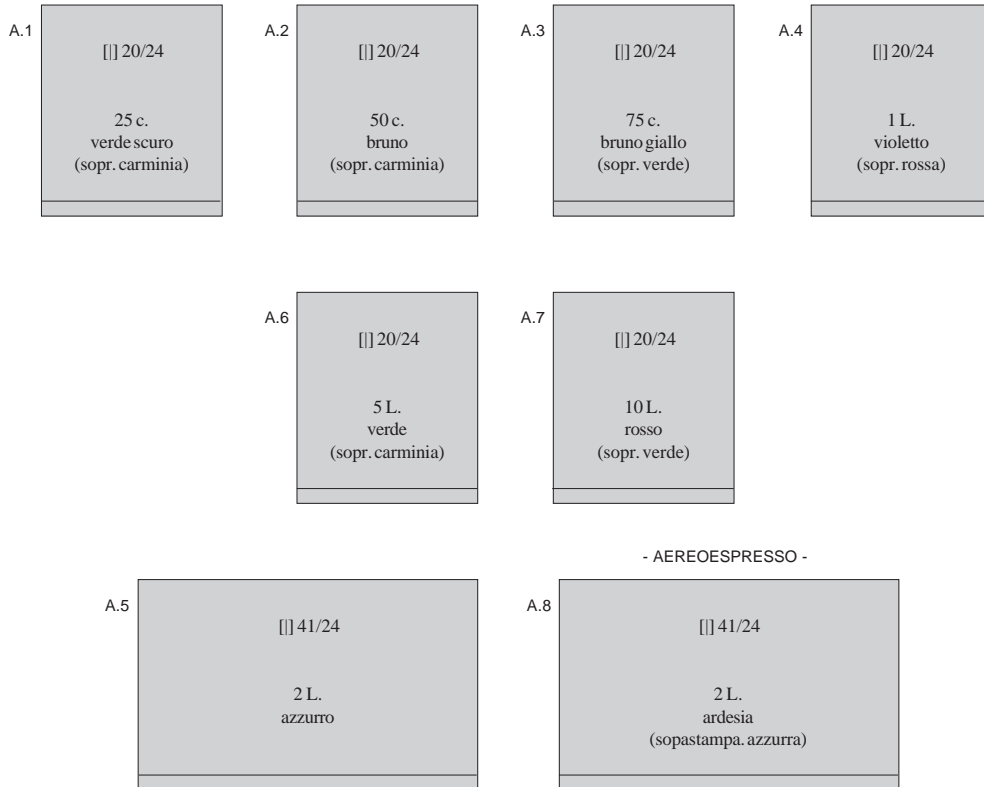 A.1
[|] 20/24
25 c.
verde scuro
(sopr. carminia)
A.2
[|] 20/24
50 c.
bruno
(sopr. carminia)
A.3
[|] 20/24
75 c.
bruno giallo
(sopr. verde)
A.4
[|] 20/24
1 L.
violetto
(sopr. rossa)
A.6
[|] 20/24
5 L.
verde
(sopr. carminia)
A.7
[|] 20/24
10 L.
rosso
(sopr. verde)
A.5
[|] 41/24
2 L.
azzurro
- AEREOESPRESSO -
A.8
[|] 41/24
2 L.
ardesia
(sopastampa. azzurra)